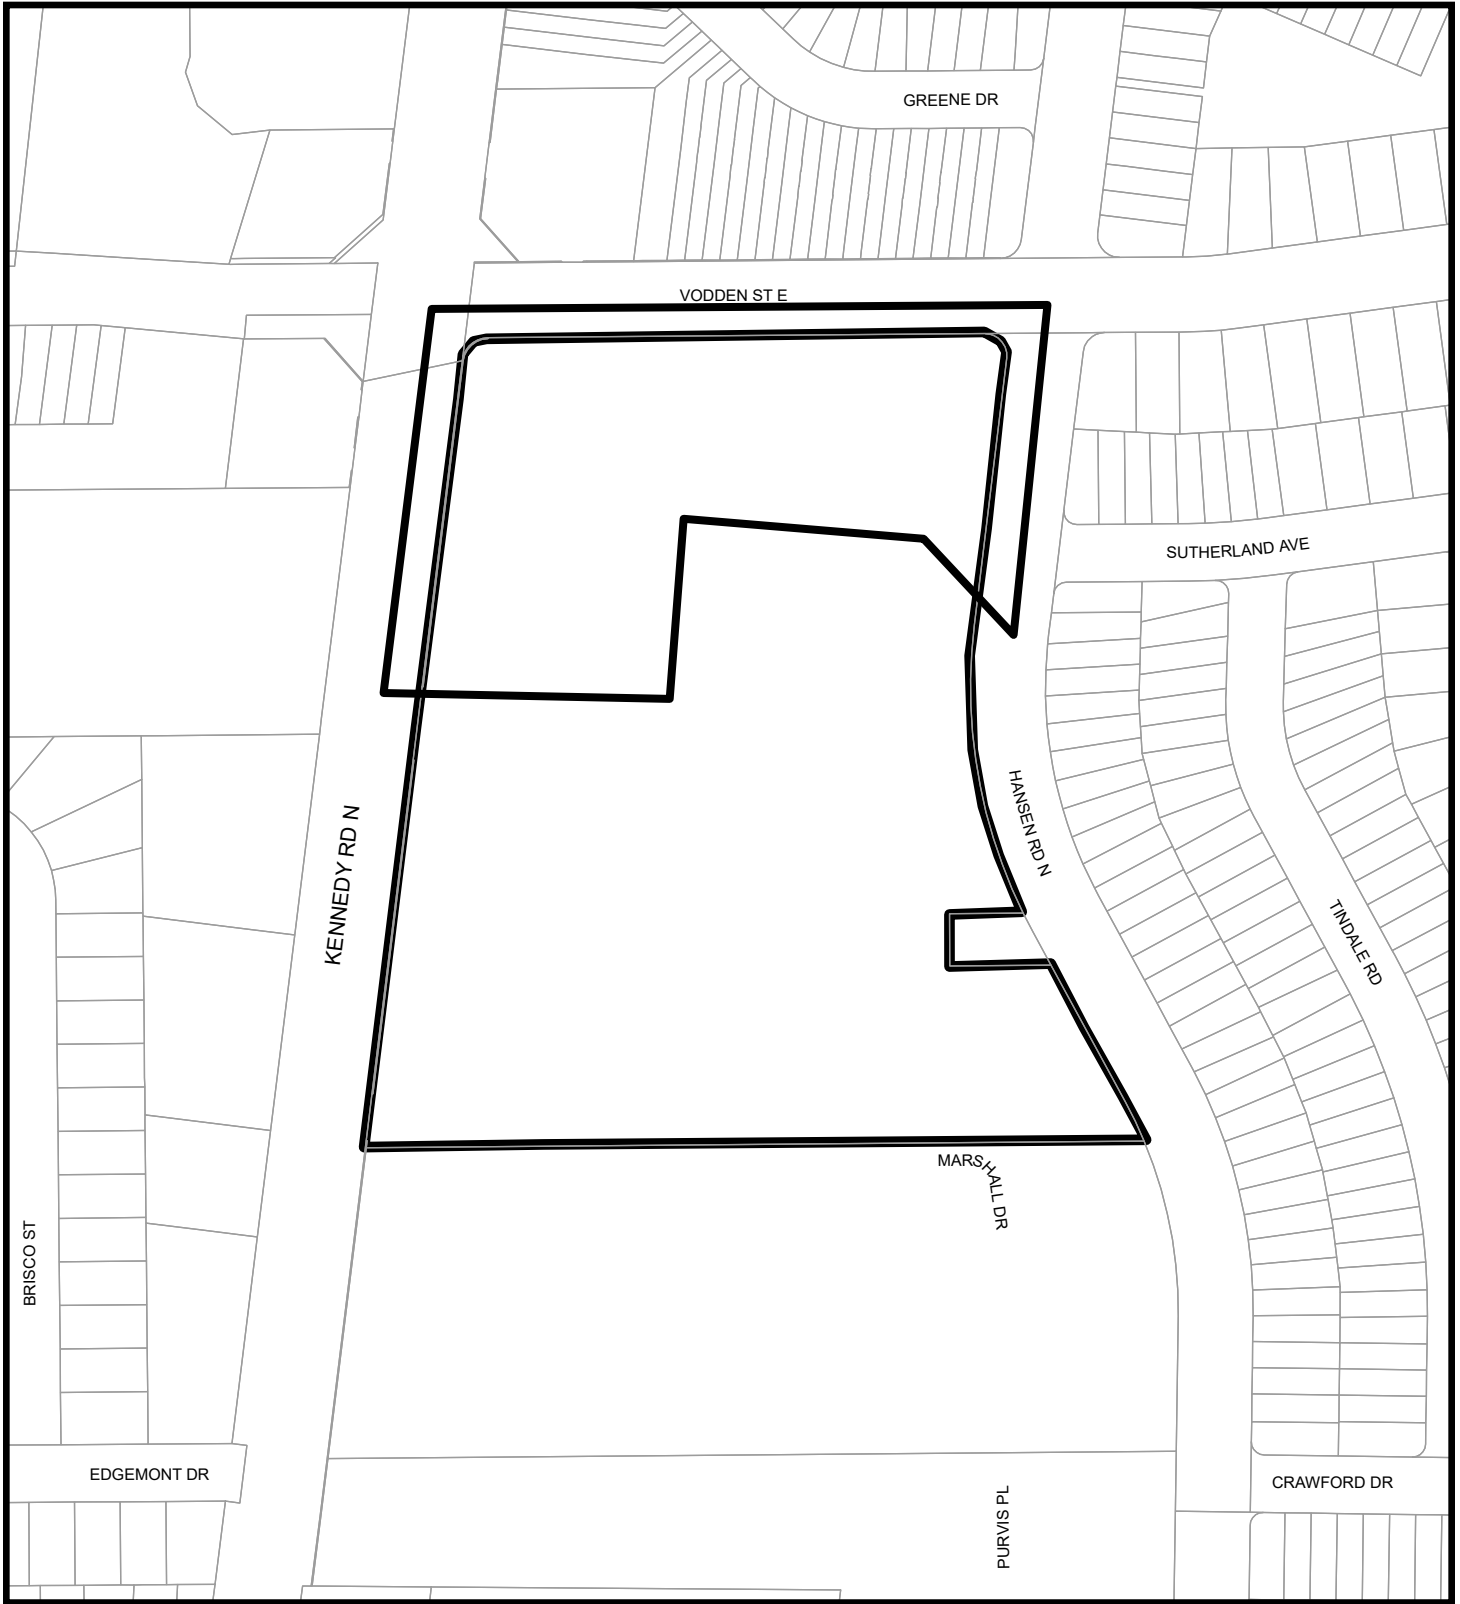 GREENE DR
VODDEN ST E
SUTHERLAND AVE
HANSEN RD N
KENNEDY RD N
TINDALE RD
MARSHALL DR
BRISCO ST
EDGEMONT DR
CRAWFORD DR
PURVIS PL